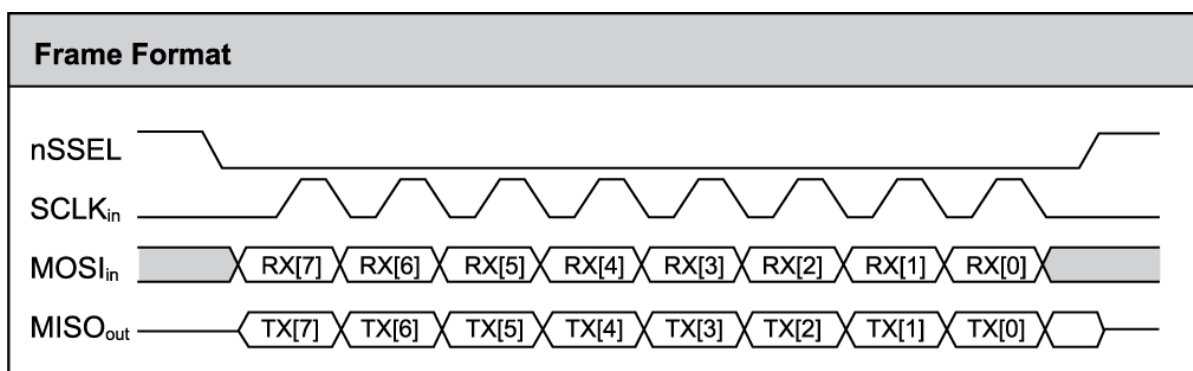 Frame Format
nSSEL
SCLKin
MOSIin RX[7] RX[6] RX[5] RX[4] RX[3] RX[2] RX[1] RX[0]
MISOout TX[7] TX[6] TX[5] TX[4] TX[3] TX[2] TX[1] TX[0]